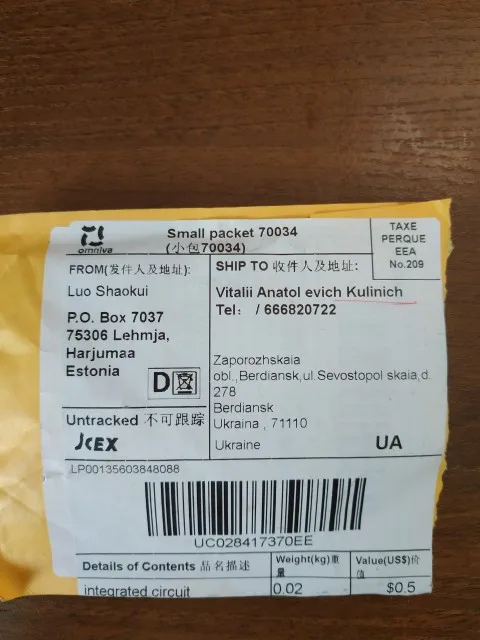 omniva
Small packet 70034
(小包70034)
TAXE
PERQUE
EEA
No.209
FROM(发件人及地址):
Luo Shaokui
P.O. Box 7037
75306 Lehmja,
Harjumaa
Estonia
D
Untracked 不可跟踪
JCEX
SHIP TO 收件人及地址:
Vitalii Anatol evich Kulinich
Tel: / 666820722
Zaporozhskaia
obl.,Berdiansk,ul.Sevostopol skaia,d.
278
Berdiansk
Ukraina , 71110
Ukraine UA
LP00135603848088
UC028417370EE
Details of Contents 品名描述
Weight(kg)重
量
Value(US$)价
值
integrated circuit 0.02 $0.5